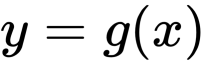 y = g(x)